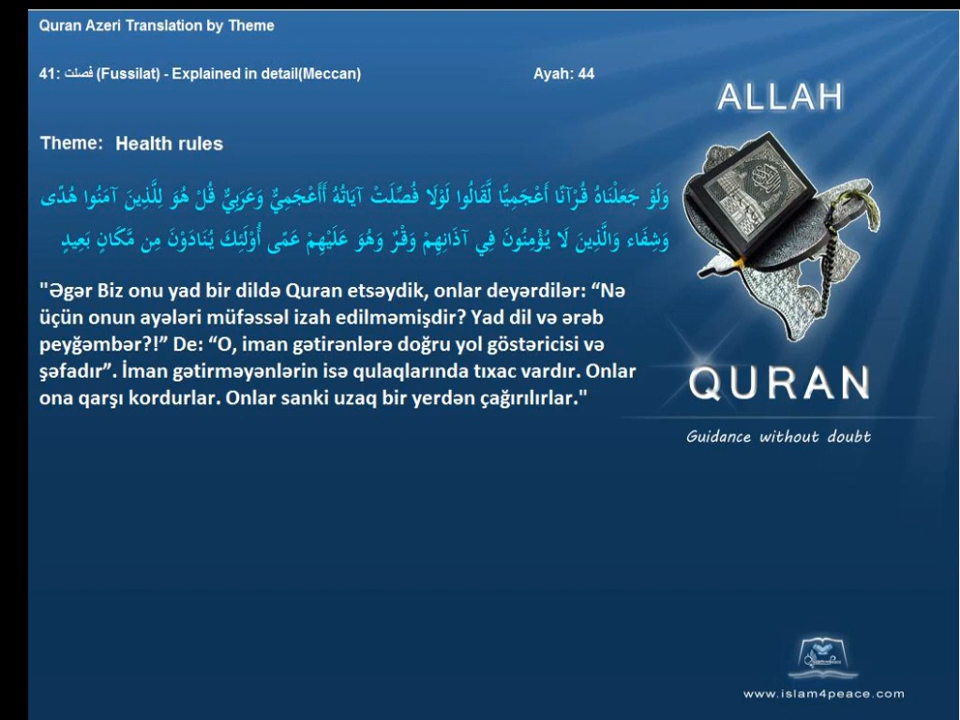 Quran Azeri Translation by Theme
41: فصلت (Fussilat) - Explained in detail(Meccan) Ayah: 44
Theme: Health rules
وَلَوْ جَعَلْنَاهُ قُرْآنًا أَعْجَمِيًّا لَّقَالُوا لَوْلَا فُصِّلَتْ آيَاتُهُ أَأَعْجَمِيٌّ وَعَرَبِيٌّ قُلْ هُوَ لِلَّذِينَ آمَنُوا هُدًى
وَشِفَاء وَالَّذِينَ لَا يُؤْمِنُونَ فِي آذَانِهِمْ وَقْرٌ وَهُوَ عَلَيْهِمْ عَمًى أُوْلَئِكَ يُنَادَوْنَ مِن مَّكَانٍ بَعِيدٍ
"Əgər Biz onu yad bir dildə Quran etsəydik, onlar deyərdilər: “Nə
üçün onun ayələri müfəssəl izah edilməmişdir? Yad dil və ərəb
peyğəmbər?!” De: “O, iman gətirənlərə doğru yol göstəricisi və
şəfadır”. İman gətirməyənlərin isə qulaqlarında tıxac vardır. Onlar
ona qarşı kordurlar. Onlar sanki uzaq bir yerdən çağırılırlar."
ALLAH
QURAN
Guidance without doubt
www.islam4peace.com